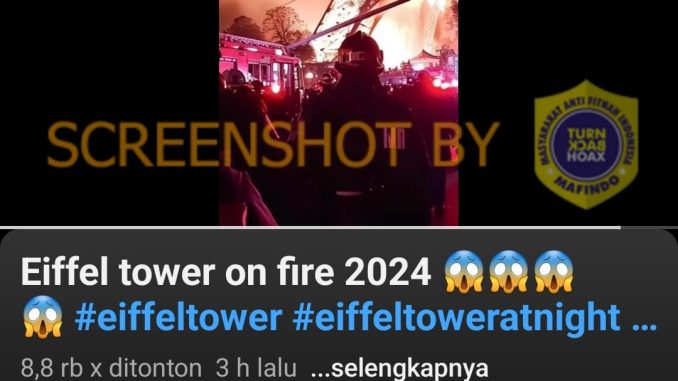 SCREENSHOT BY
MASYARAKAT ANTI FITNAH INDONESIA
TURN
BACK
HOAX
MAFINDO
Eiffel tower on fire 2024 😱😱😱
😱 #eiffeltower #eiffeltoweratnight ...
8,8 rb x ditonton 3 h lalu ...selengkapnya